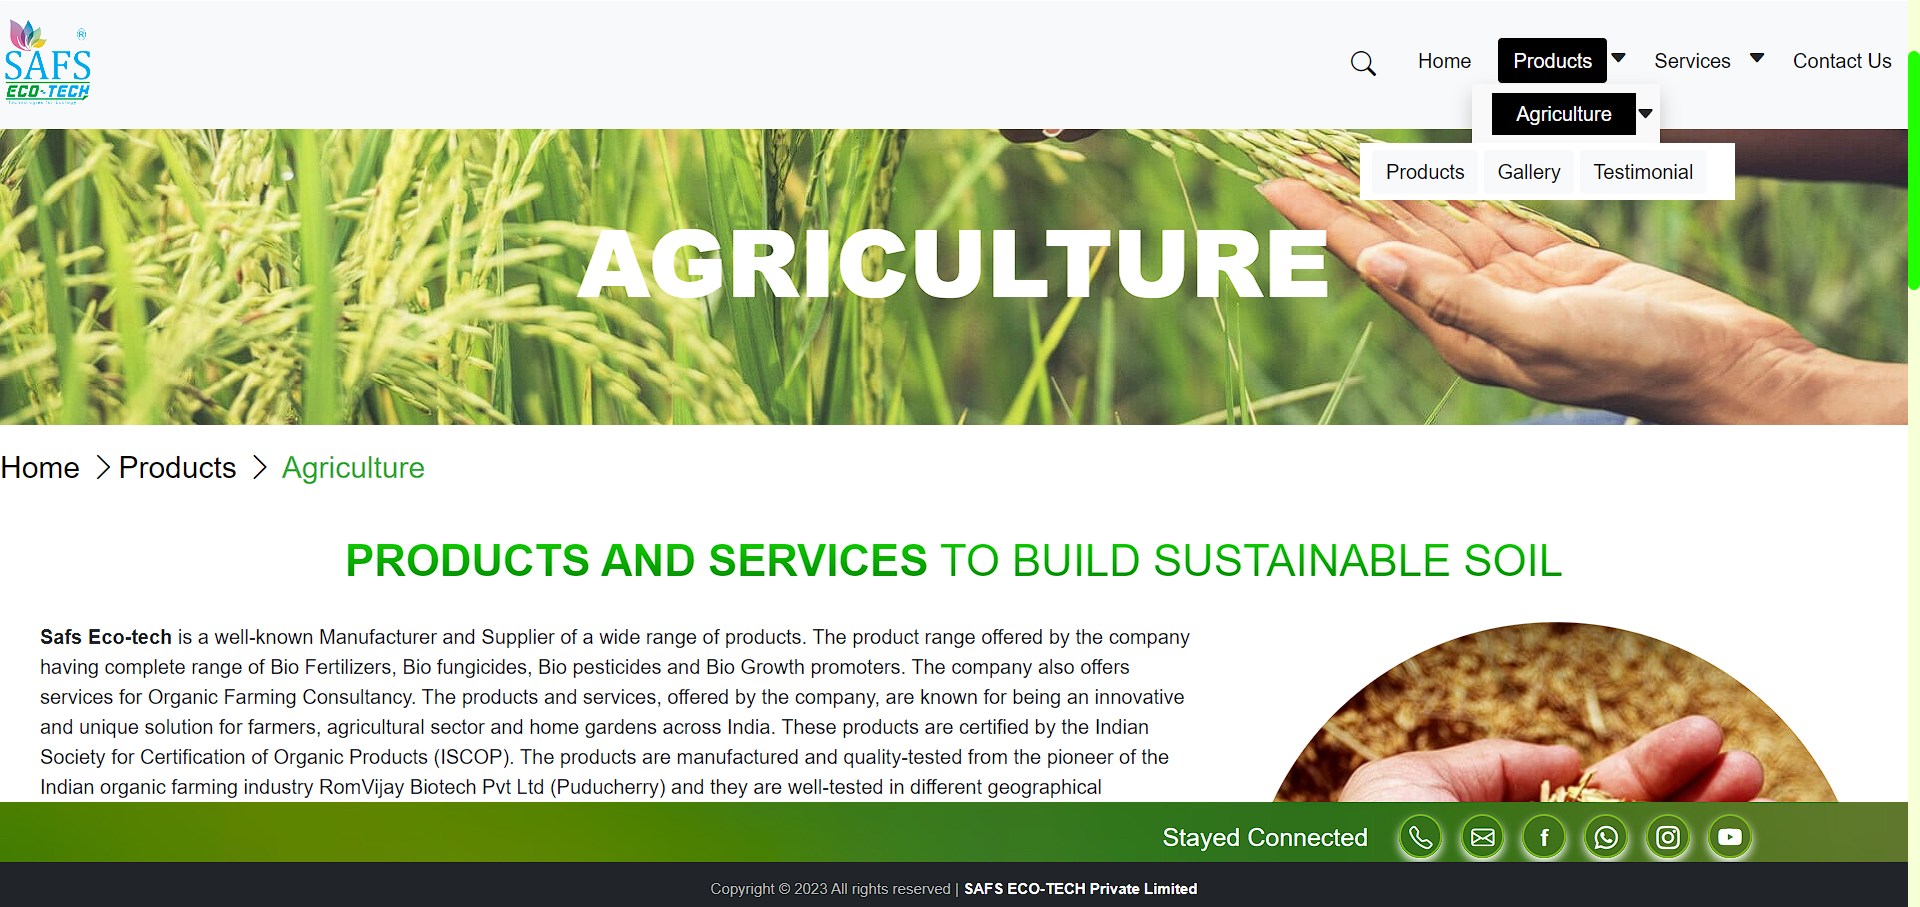 SAFS
ECO-TECH
Technologies for Ecology
®
Home
Products
Services
Contact Us
Agriculture
Products
Gallery
Testimonial
AGRICULTURE
Home
Products
Agriculture
PRODUCTS AND SERVICES TO BUILD SUSTAINABLE SOIL
Safs Eco-tech is a well-known Manufacturer and Supplier of a wide range of products. The product range offered by the company
having complete range of Bio Fertilizers, Bio fungicides, Bio pesticides and Bio Growth promoters. The company also offers
services for Organic Farming Consultancy. The products and services, offered by the company, are known for being an innovative
and unique solution for farmers, agricultural sector and home gardens across India. These products are certified by the Indian
Society for Certification of Organic Products (ISCOP). The products are manufactured and quality-tested from the pioneer of the
Indian organic farming industry RomVijay Biotech Pvt Ltd (Puducherry) and they are well-tested in different geographical
Stayed Connected
Copyright © 2023 All rights reserved | SAFS ECO-TECH Private Limited